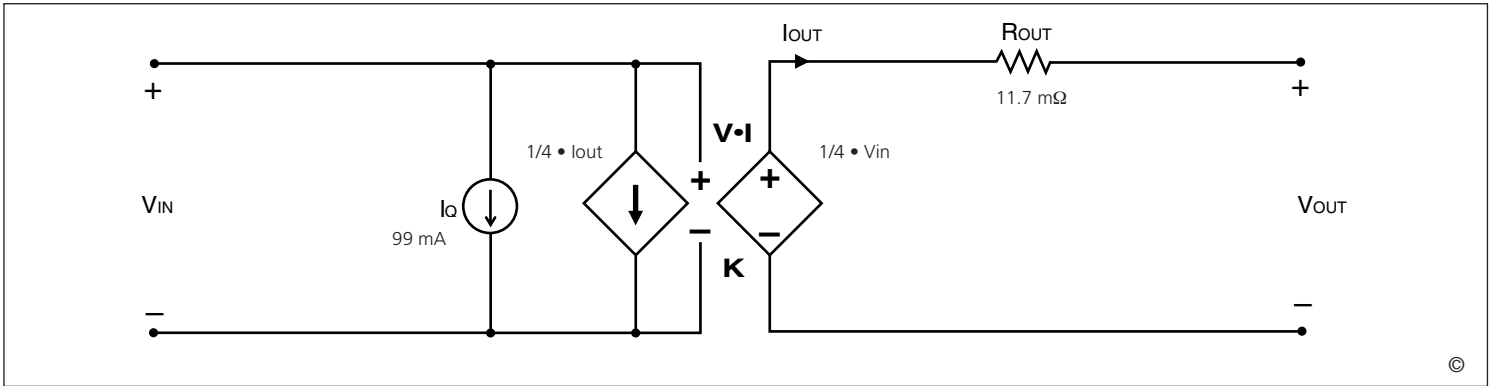 IOUT
ROUT
+
+
11.7 mΩ
V•I
1/4 • Iout
1/4 • Vin
+
+
VIN
IQ
VOUT
99 mA
–
–
K
–
–
©